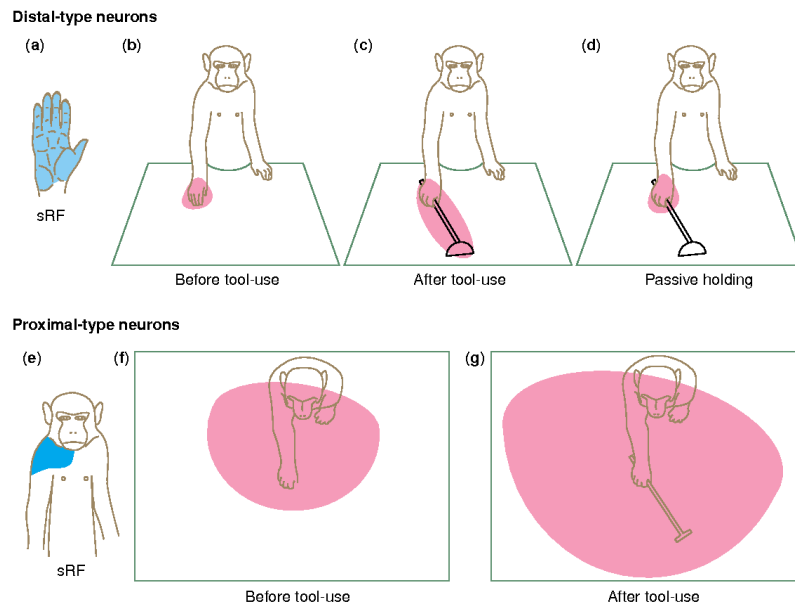 Distal-type neurons
(a)
(b)
(c)
(d)
sRF
Before tool-use
After tool-use
Passive holding
Proximal-type neurons
(e)
(f)
(g)
sRF
Before tool-use
After tool-use